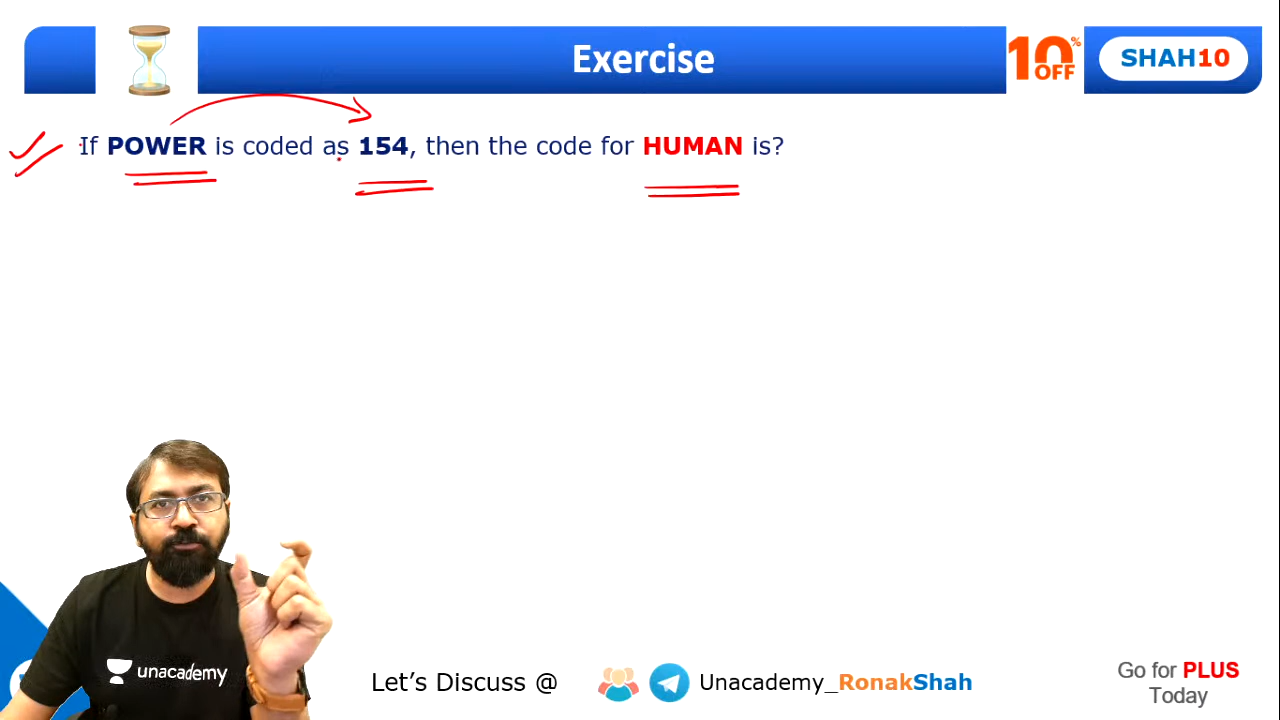 Exercise
10% OFF
SHAH10
If POWER is coded as 154, then the code for HUMAN is?
unacademy
Let's Discuss @ Unacademy_RonakShah
Go for PLUS
Today